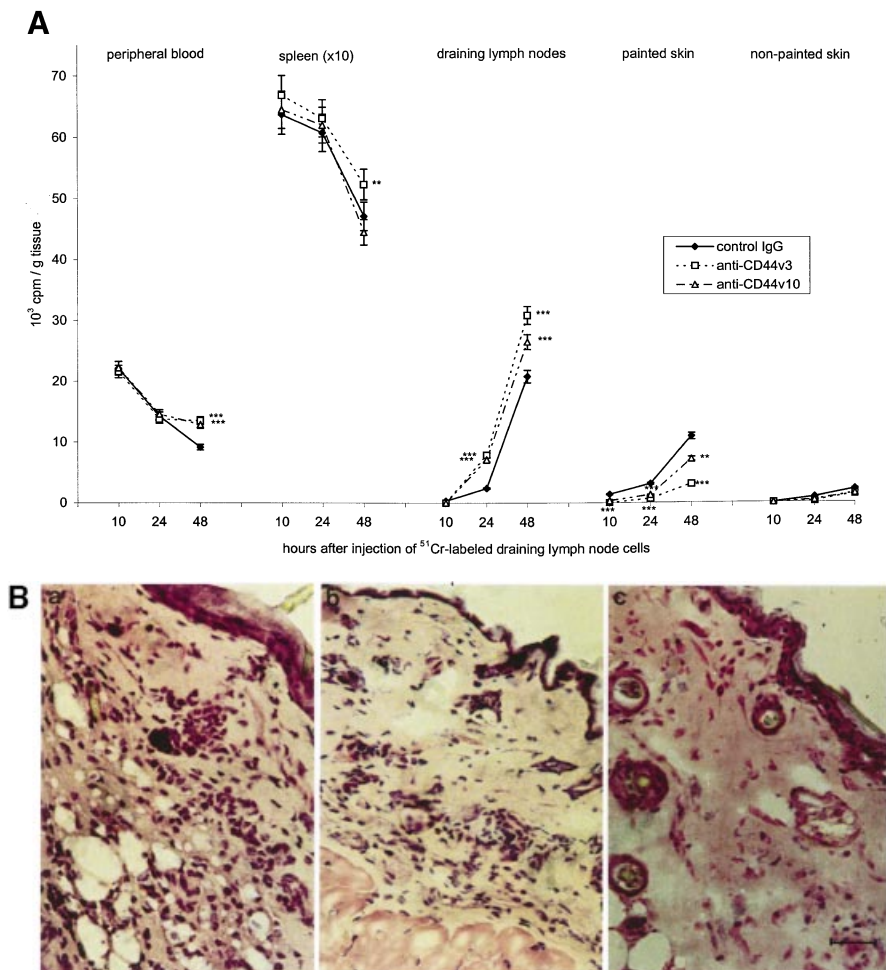 A
peripheral blood spleen (x10) draining lymph nodes painted skin non-painted skin
70
60
50
40
30
20
10
0
10³ cpm / g tissue
**
***
***
***
***
***
***
**
***
***
***
***
control IgG
anti-CD44v3
anti-CD44v10
10 24 48 10 24 48 10 24 48 10 24 48 10 24 48
hours after injection of ⁵¹Cr-labeled draining lymph node cells
B
a
b
c